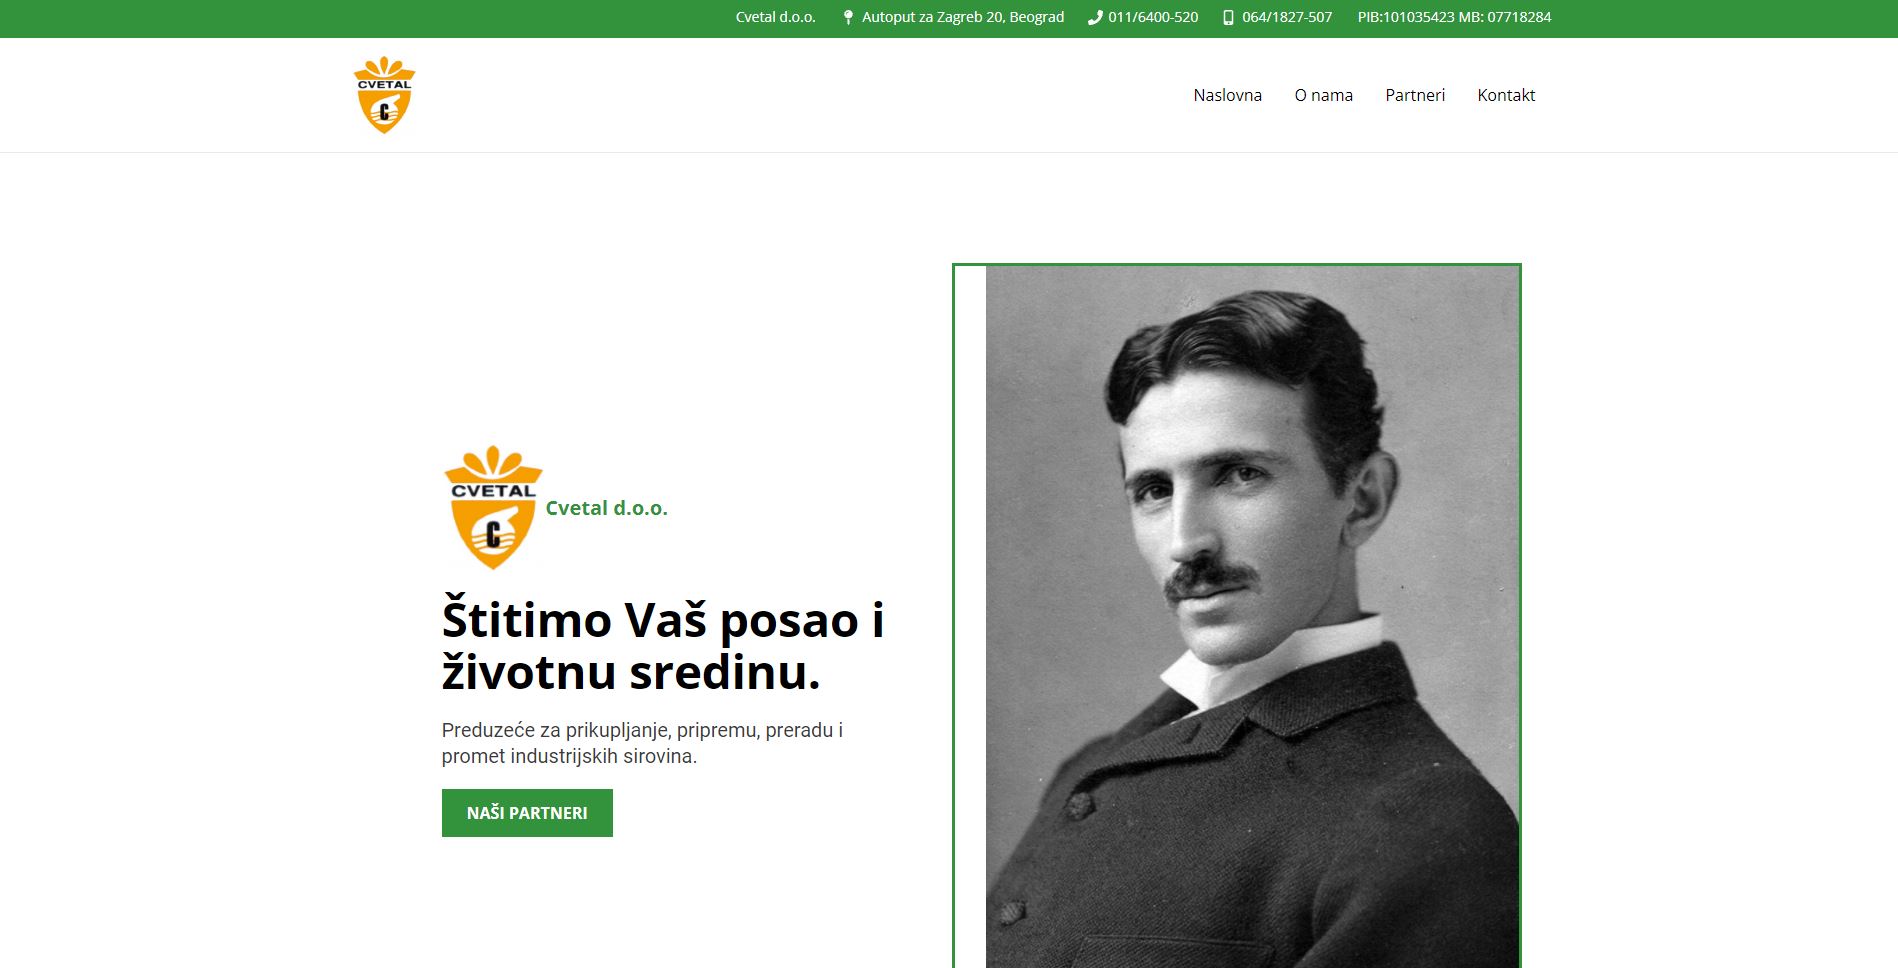 Cvetal d.o.o. Autoput za Zagreb 20, Beograd 011/6400-520 064/1827-507 PIB:101035423 MB: 07718284
CVETAL
C
Naslovna O nama Partneri Kontakt
CVETAL
C
Cvetal d.o.o.
Štitimo Vaš posao i
životnu sredinu.
Preduzeće za prikupljanje, pripremu, preradu i
promet industrijskih sirovina.
NAŠI PARTNERI